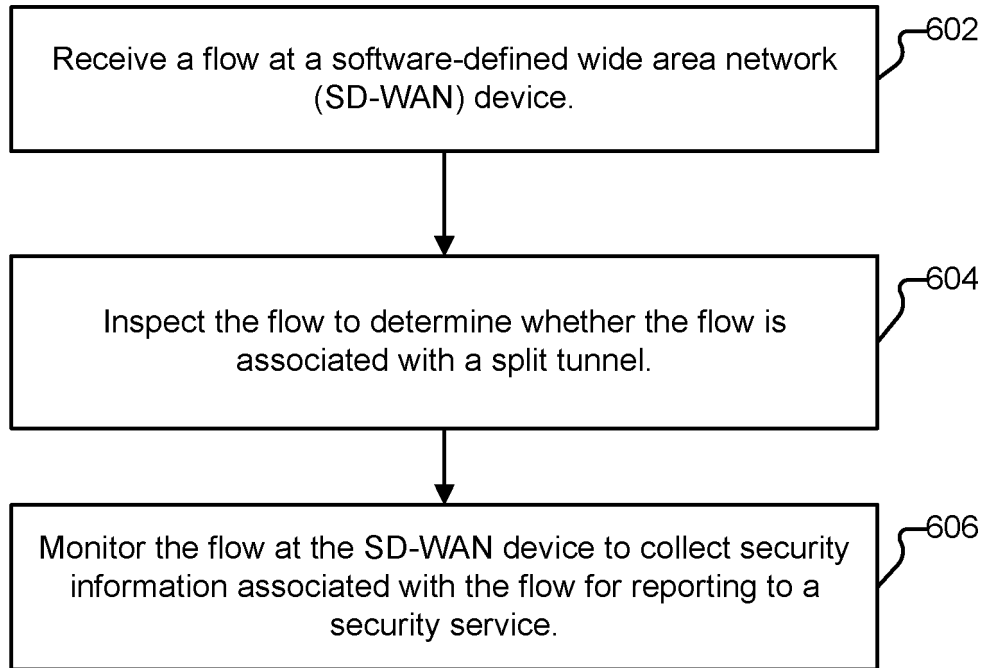 Receive a flow at a software-defined wide area network
(SD-WAN) device.
602
Inspect the flow to determine whether the flow is
associated with a split tunnel.
604
Monitor the flow at the SD-WAN device to collect security
information associated with the flow for reporting to a
security service.
606